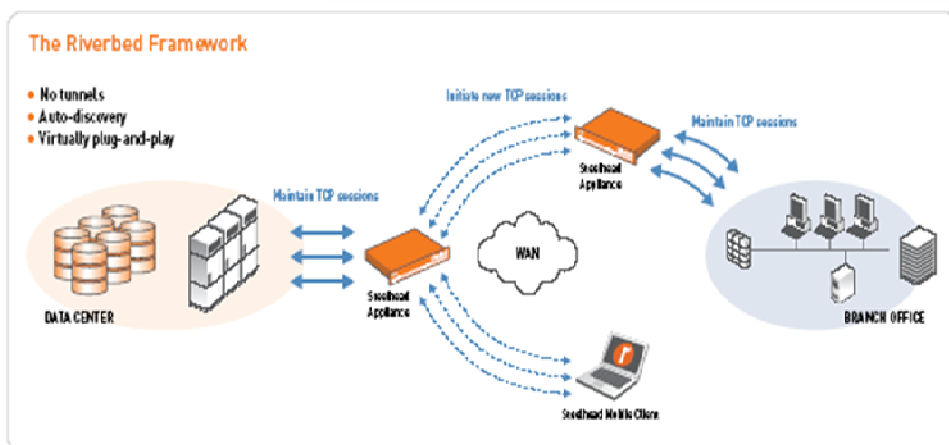 The Riverbed Framework
• No tunnels
• Auto-discovery
• Virtually plug-and-play
Initiate new TCP sessions
Maintain TCP sessions
Steelhead
Appliance
Maintain TCP sessions
WAN
Steelhead
Appliance
DATA CENTER
BRANCH OFFICE
Steelhead Mobile Client